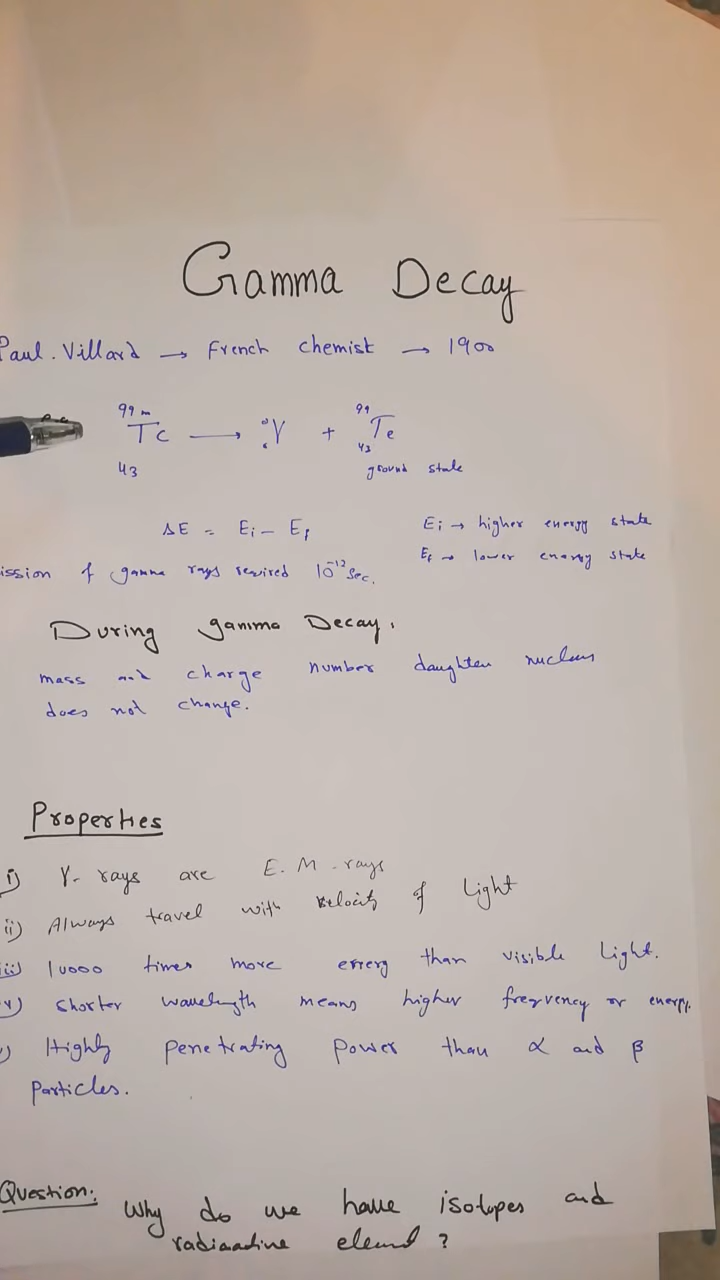 Gamma Decay
Paul. Villard → French chemist → 1900
99m 43 Tc → 0 0 γ + 99 43 Te
ground state
ΔE = Ei - Ef
Ei → higher energy state
Ef → lower energy state
ission of gamma rays required 10⁻¹² Sec.
During gamma Decay.
mass and charge number daughter nucleus
does not change.
Properties
i) γ-rays are E.M-rays
ii) Always travel with velocity of light
iii) 10000 times more energy than visible light.
v) shorter wavelength means higher frequency or energy.
) Highly penetrating power than α and β
particles.
Question: Why do we have isotopes and
radioactive element ?